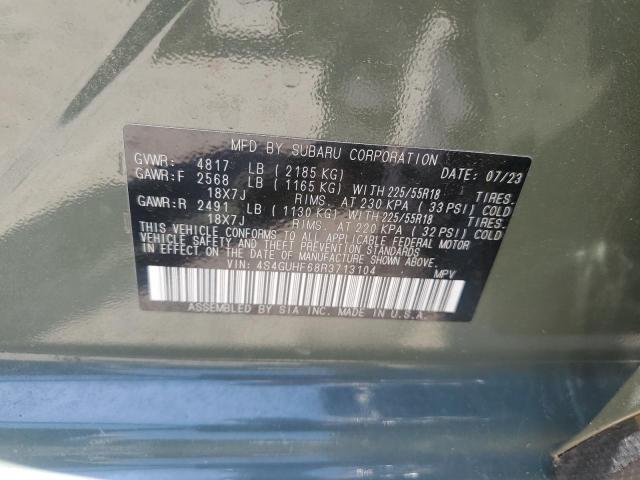 MFD BY SUBARU CORPORATION
GVWR: 4817 LB (2185 KG) DATE: 07/23
GAWR:F 2568 LB (1165 KG) WITH 225/55R18 TIRES.
18X7J RIMS, AT 230 KPA (33 PSI) COLD
GAWR:R 2491 LB (1130 KG) WITH 225/55R18 TIRES.
18X7J RIMS, AT 220 KPA (32 PSI) COLD
THIS VEHICLE CONFORMS TO ALL APPLICABLE FEDERAL MOTOR
VEHICLE SAFETY AND THEFT PREVENTION STANDARDS
IN EFFECT ON THE DATE OF MANUFACTURE SHOWN ABOVE.
VIN: 4S4GUHF68R3713104 MPV
ASSEMBLED BY SIA INC. MADE IN U.S.A.